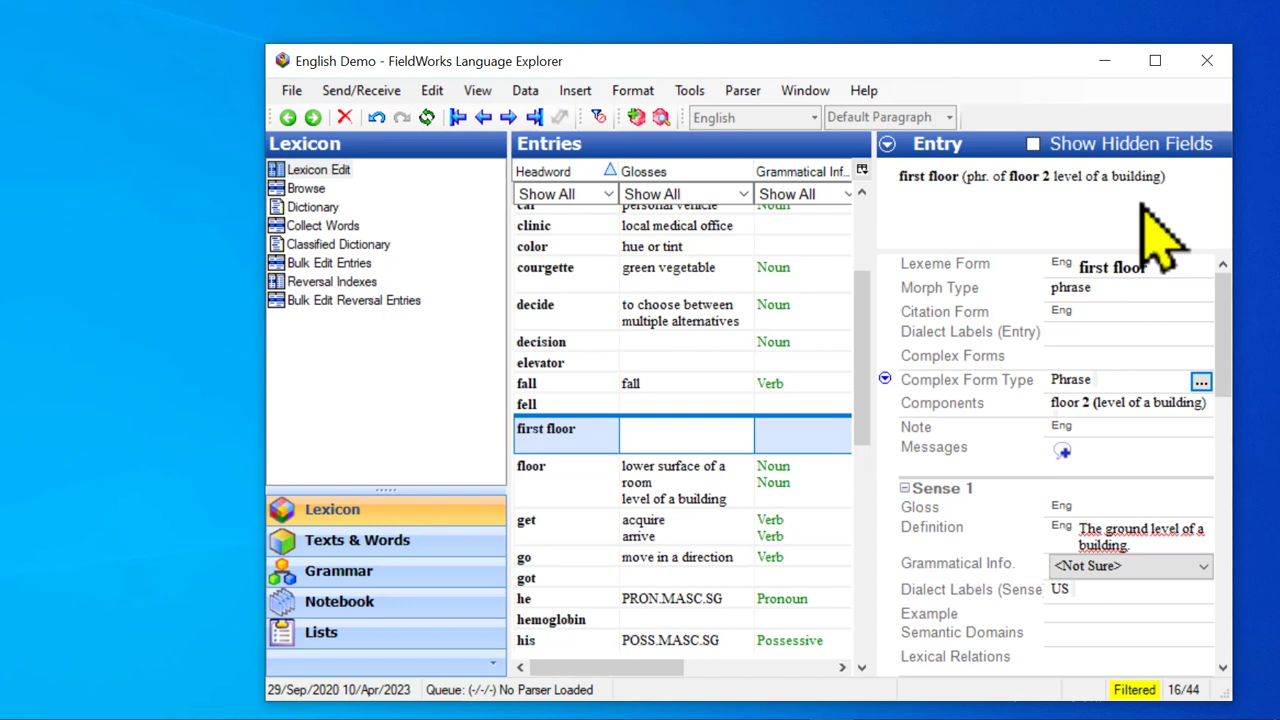 English Demo - FieldWorks Language Explorer
File Send/Receive Edit View Data Insert Format Tools Parser Window Help
English Default Paragraph
Lexicon
Lexicon Edit
Browse
Dictionary
Collect Words
Classified Dictionary
Bulk Edit Entries
Reversal Indexes
Bulk Edit Reversal Entries
Lexicon
Texts & Words
Grammar
Notebook
Lists
Entries
Headword Glosses Grammatical Inf...
Show All Show All Show All
car personal vehicle Noun
clinic local medical office
color hue or tint
courgette green vegetable Noun
decide to choose between Noun
multiple alternatives
decision Noun
elevator
fall fall Verb
fell
first floor
floor lower surface of a Noun
room Noun
level of a building
get acquire Verb
arrive Verb
go move in a direction Verb
got
he PRON.MASC.SG Pronoun
hemoglobin
his POSS.MASC.SG Possessive
Entry Show Hidden Fields
first floor (phr. of floor 2 level of a building)
Lexeme Form Eng first floor
Morph Type phrase
Citation Form Eng
Dialect Labels (Entry)
Complex Forms
Complex Form Type Phrase ...
Components floor 2 (level of a building)
Note Eng
Messages
Sense 1
Gloss Eng
Definition Eng The ground level of a
building.
Grammatical Info. <Not Sure>
Dialect Labels (Sense US
Example
Semantic Domains
Lexical Relations
29/Sep/2020 10/Apr/2023 Queue: (-/-/-) No Parser Loaded Filtered 16/44